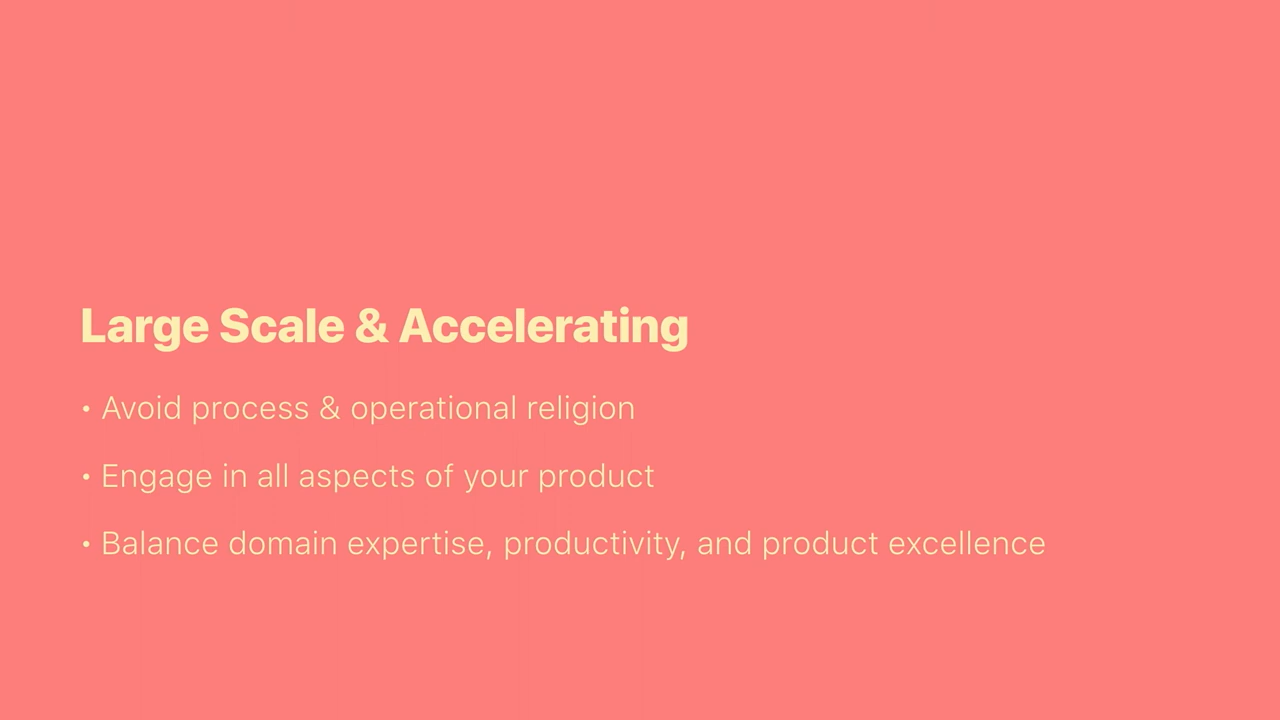 Large Scale & Accelerating
• Avoid process & operational religion
• Engage in all aspects of your product
• Balance domain expertise, productivity, and product excellence